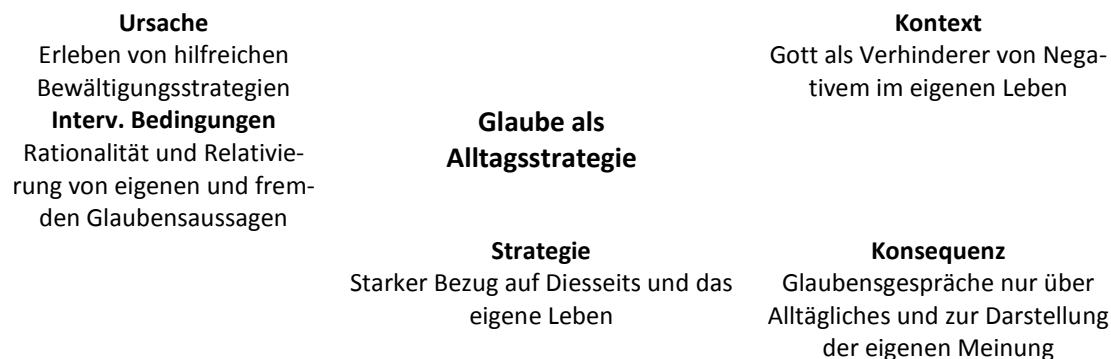 Ursache
Erleben von hilfreichen
Bewältigungsstrategien
Interv. Bedingungen
Rationalität und Relativie-
rung von eigenen und frem-
den Glaubensaussagen
Glaube als
Alltagsstrategie
Kontext
Gott als Verhinderer von Nega-
tivem im eigenen Leben
Strategie
Starker Bezug auf Diesseits und das
eigene Leben
Konsequenz
Glaubensgespräche nur über
Alltägliches und zur Darstellung
der eigenen Meinung